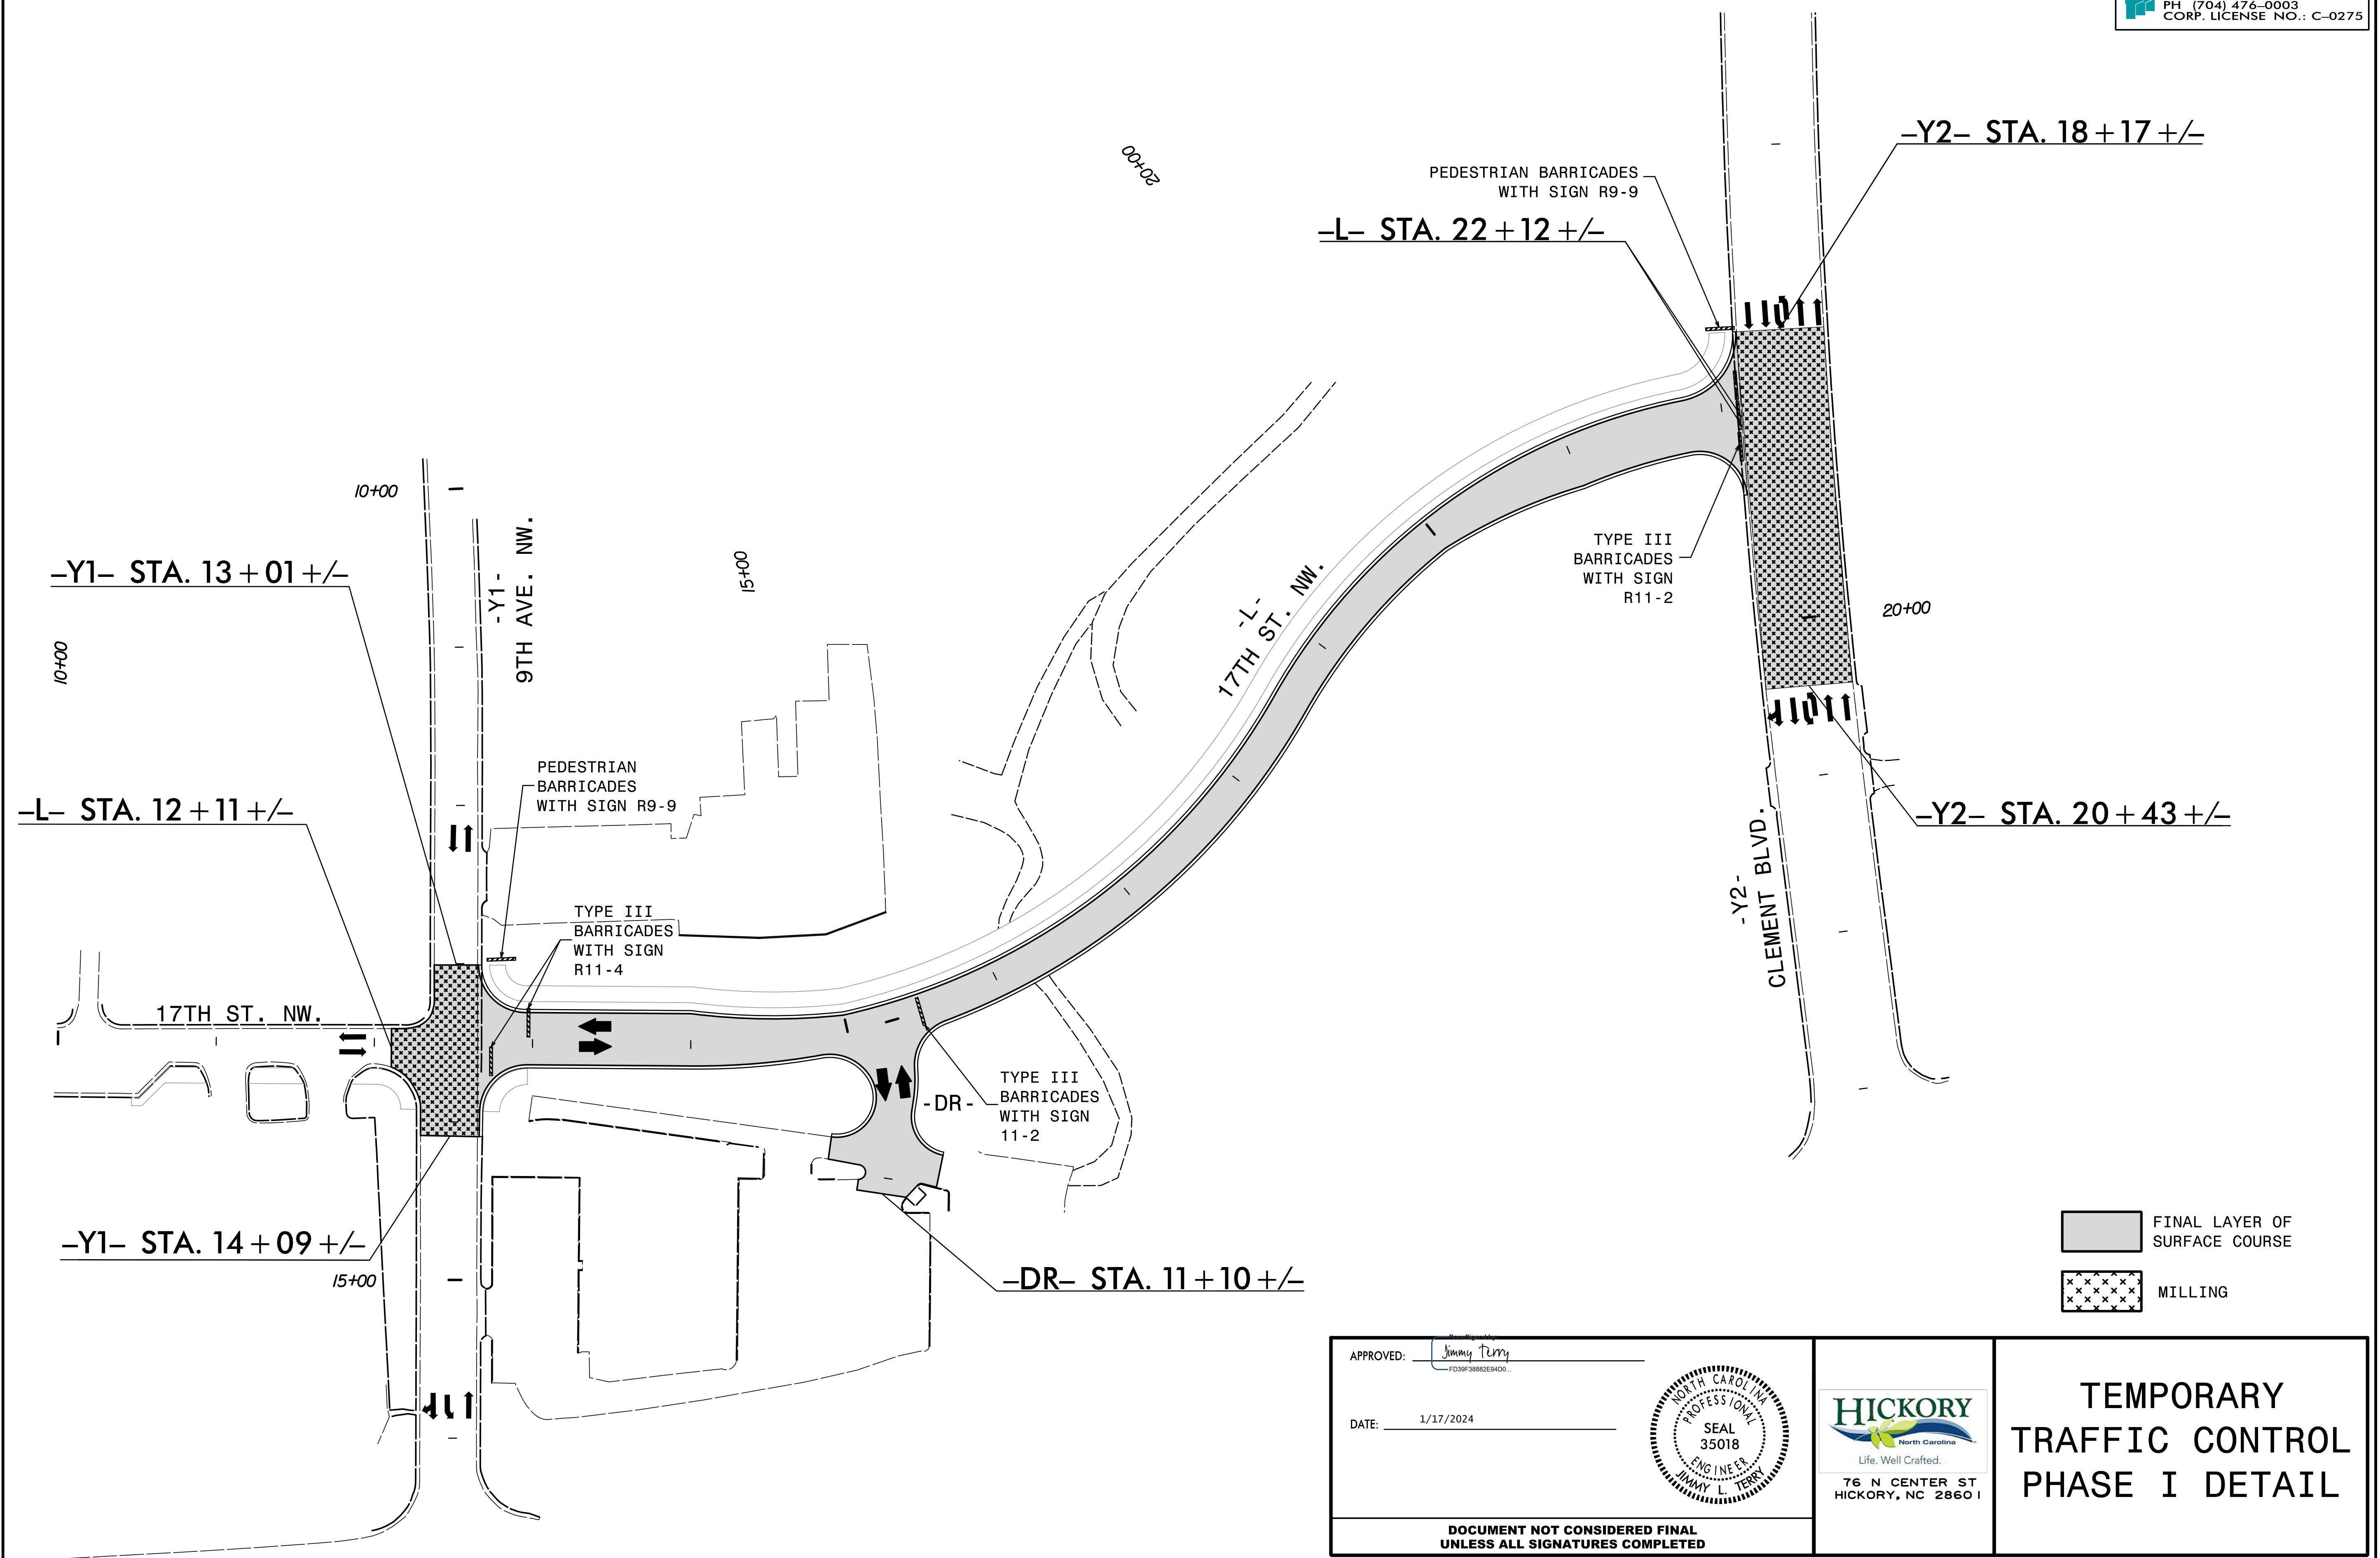 PH (704) 476–0003
CORP. LICENSE NO.: C–0275
–Y2– STA. 18+17 +/–
PEDESTRIAN BARRICADES
WITH SIGN R9-9
–L– STA. 22+12 +/–
20+00
10+00
–Y1– STA. 13+01 +/–
-Y1-
9TH AVE. NW.
15+00
TYPE III
BARRICADES
WITH SIGN
R11-2
20+00
-L-
17TH ST. NW.
10+00
PEDESTRIAN
BARRICADES
WITH SIGN R9-9
–L– STA. 12+11 +/–
–Y2– STA. 20+43 +/–
-Y2-
CLEMENT BLVD.
TYPE III
BARRICADES
WITH SIGN
R11-4
17TH ST. NW.
-DR-
TYPE III
BARRICADES
WITH SIGN
11-2
–Y1– STA. 14+09 +/–
15+00
–DR– STA. 11+10 +/–
FINAL LAYER OF
SURFACE COURSE
MILLING
APPROVED:
Jimmy Terry
FD39F38882E94D0...
DATE: 1/17/2024
NORTH CAROLINA
PROFESSIONAL
SEAL
35018
ENGINEER
JIMMY L. TERRY
DOCUMENT NOT CONSIDERED FINAL
UNLESS ALL SIGNATURES COMPLETED
HICKORY
North Carolina
Life. Well Crafted.
76 N CENTER ST
HICKORY, NC 28601
TEMPORARY
TRAFFIC CONTROL
PHASE I DETAIL